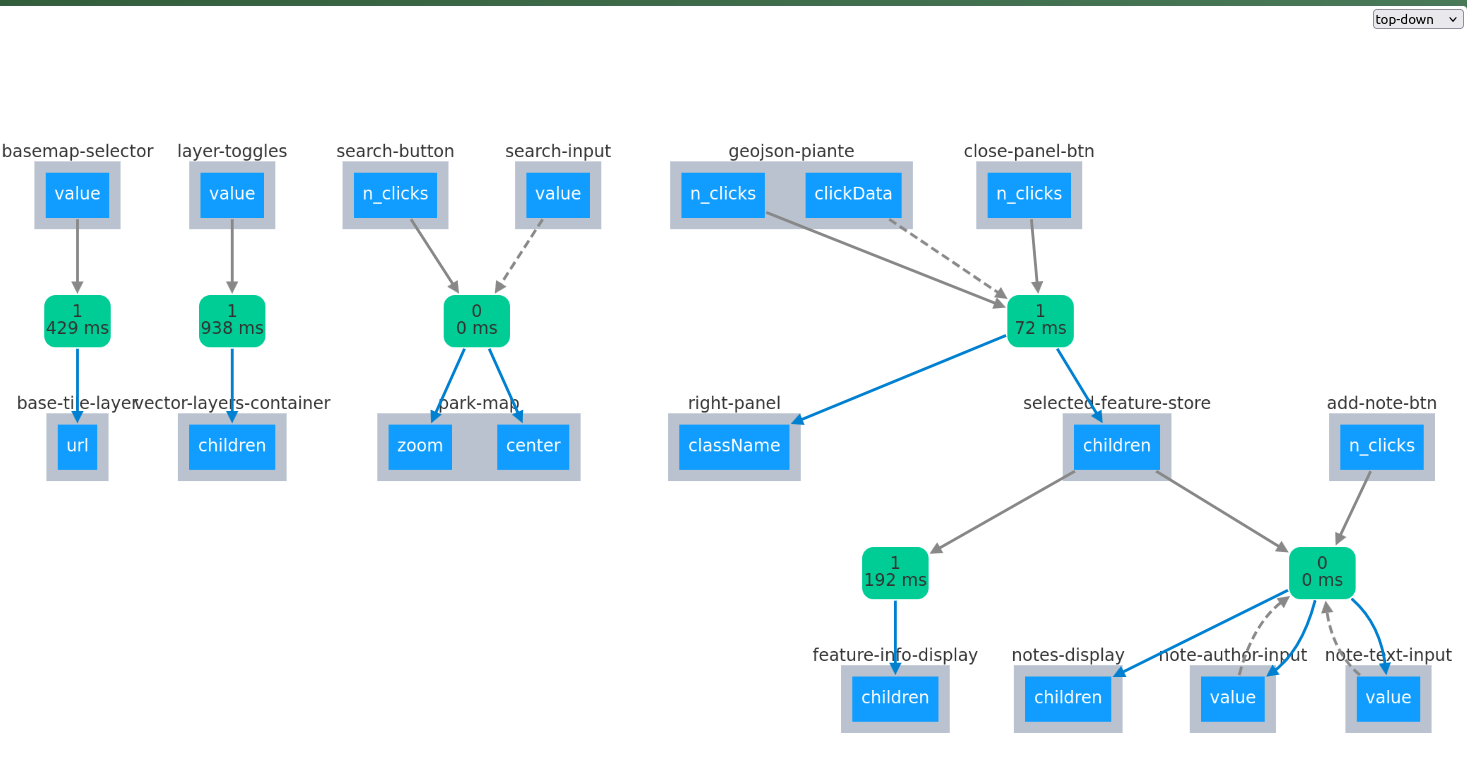 top-down
basemap-selector
layer-toggles
search-button
search-input
geojson-piante
close-panel-btn
value
value
n_clicks
value
n_clicks
clickData
n_clicks
1
429 ms
1
938 ms
0
0 ms
1
72 ms
base-tile-layer
vector-layers-container
park-map
right-panel
selected-feature-store
add-note-btn
url
children
zoom
center
className
children
n_clicks
1
192 ms
0
0 ms
feature-info-display
notes-display
note-author-input
note-text-input
children
children
value
value